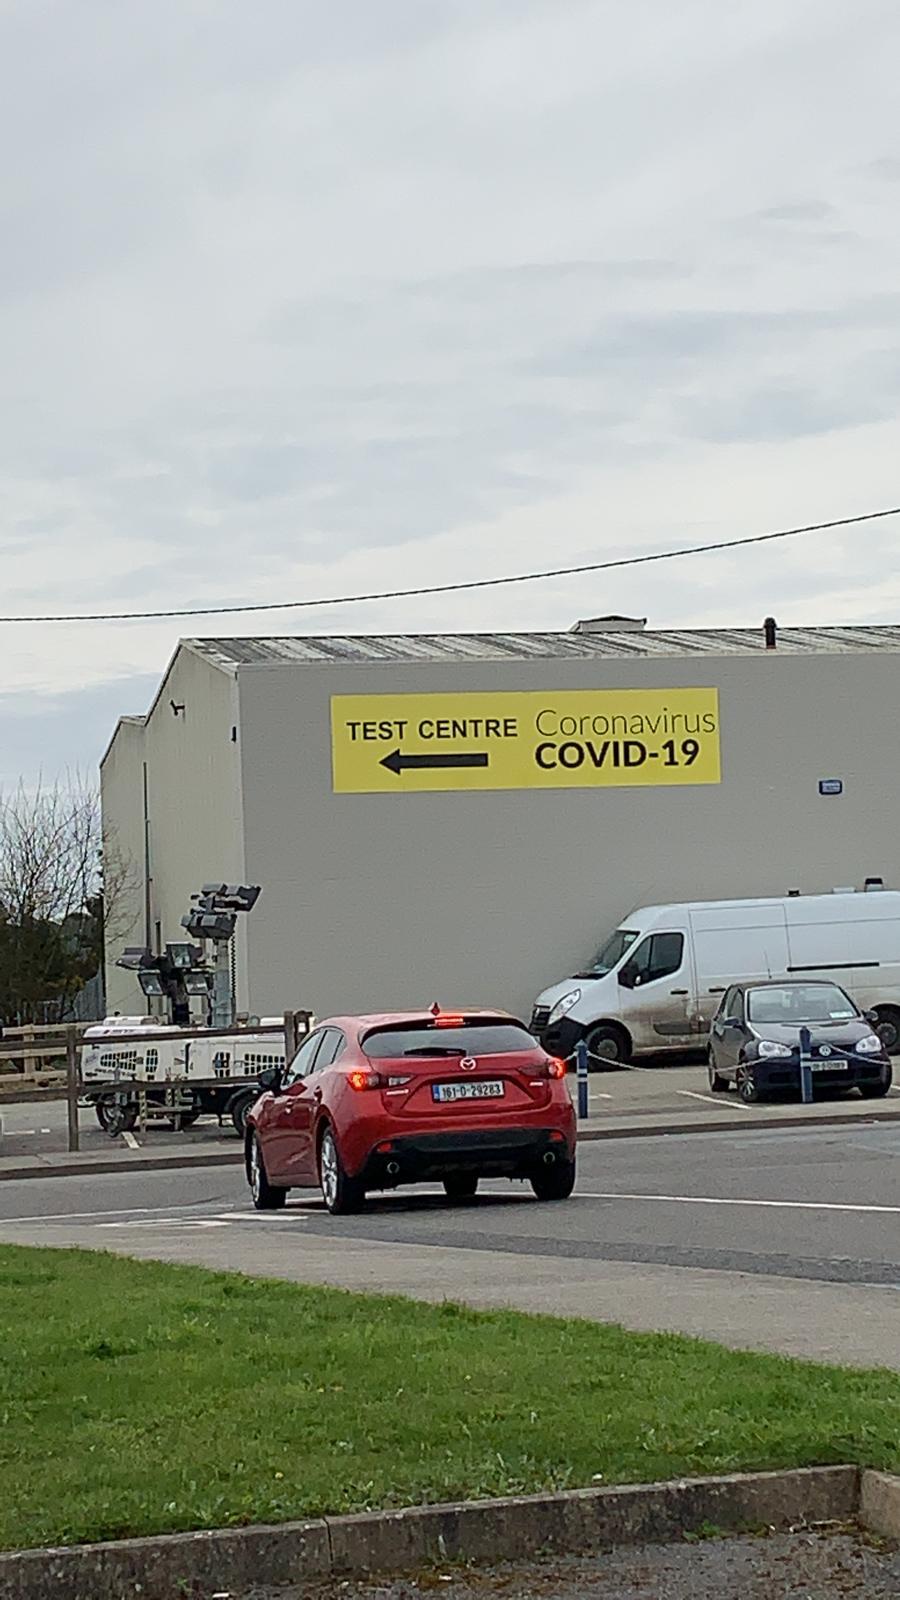 TEST CENTRE
Coronavirus
COVID-19
161-D-29283